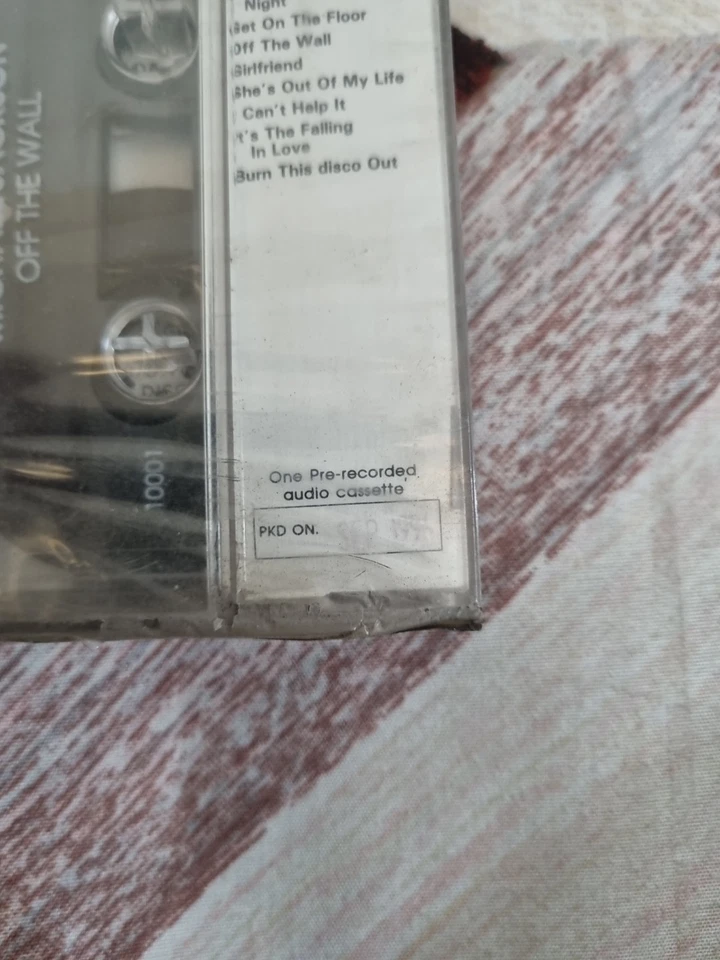 Night
Get On The Floor
Off The Wall
Girlfriend
She's Out Of My Life
Can't Help It
It's The Falling
In Love
Burn This disco Out
One Pre-recorded
audio cassette
PKD ON.
OFF THE WALL
10001